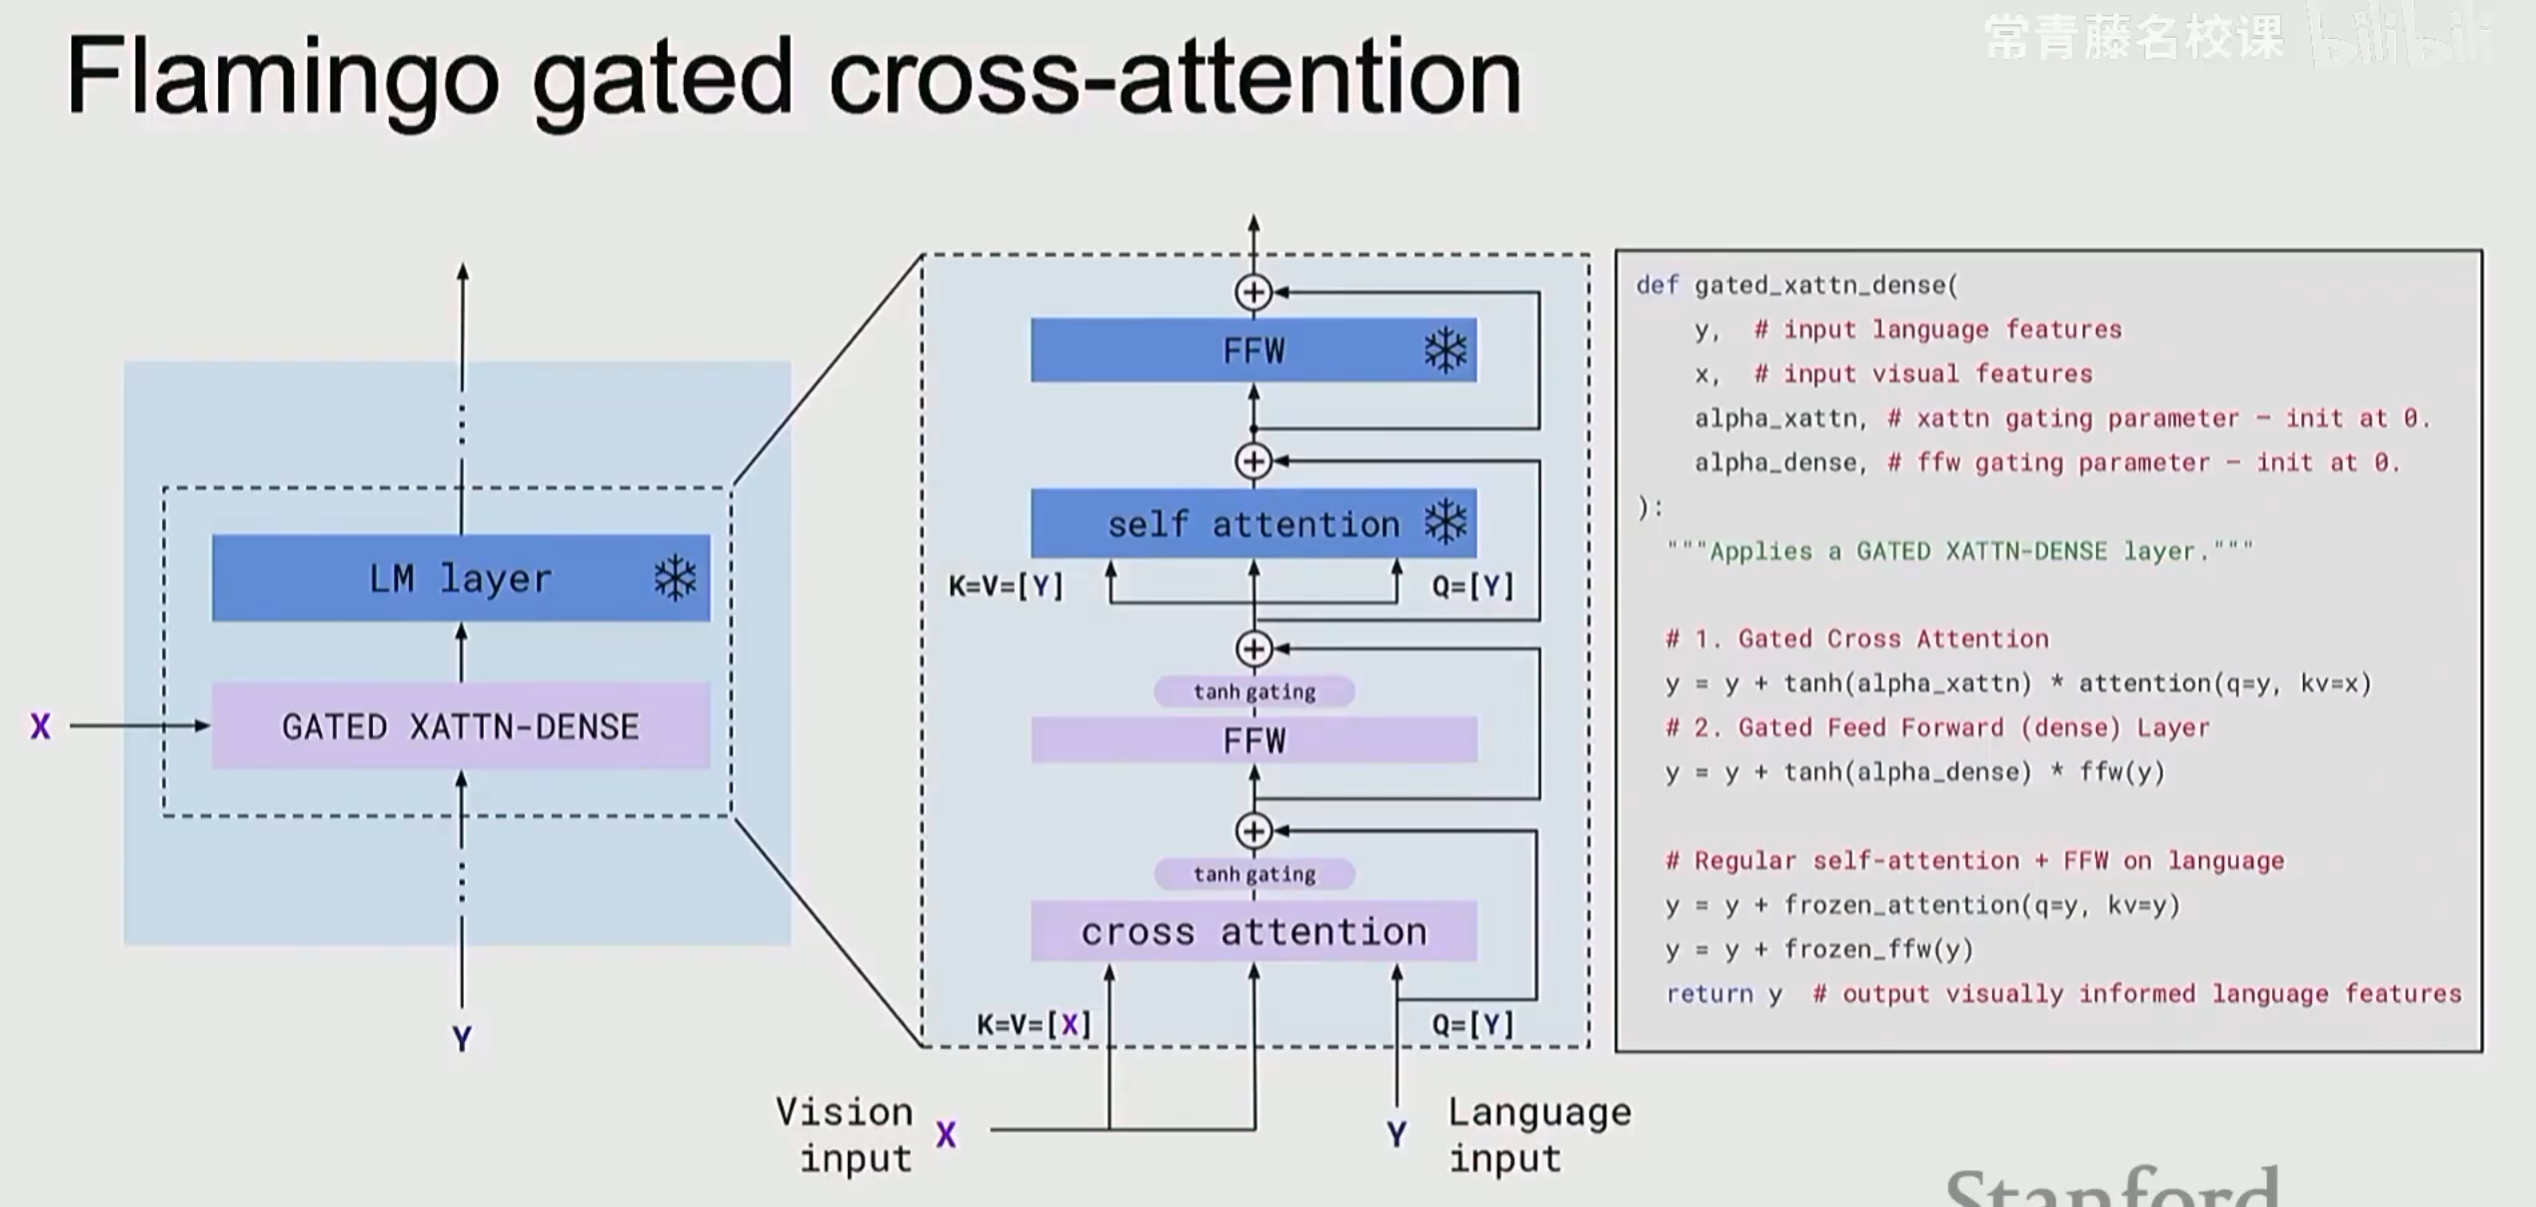 常青藤名校课 bilibili
Flamingo gated cross-attention
LM layer
GATED XATTN-DENSE
X
Y
FFW
self attention
K=V=[Y]
Q=[Y]
tanh gating
FFW
tanh gating
cross attention
K=V=[X]
Q=[Y]
Vision
input
X
Y
Language
input
def gated_xattn_dense(
y, # input language features
x, # input visual features
alpha_xattn, # xattn gating parameter – init at 0.
alpha_dense, # ffw gating parameter – init at 0.
):
"""Applies a GATED XATTN-DENSE layer."""
# 1. Gated Cross Attention
y = y + tanh(alpha_xattn) * attention(q=y, kv=x)
# 2. Gated Feed Forward (dense) Layer
y = y + tanh(alpha_dense) * ffw(y)
# Regular self-attention + FFW on language
y = y + frozen_attention(q=y, kv=y)
y = y + frozen_ffw(y)
return y # output visually informed language features
Stanford